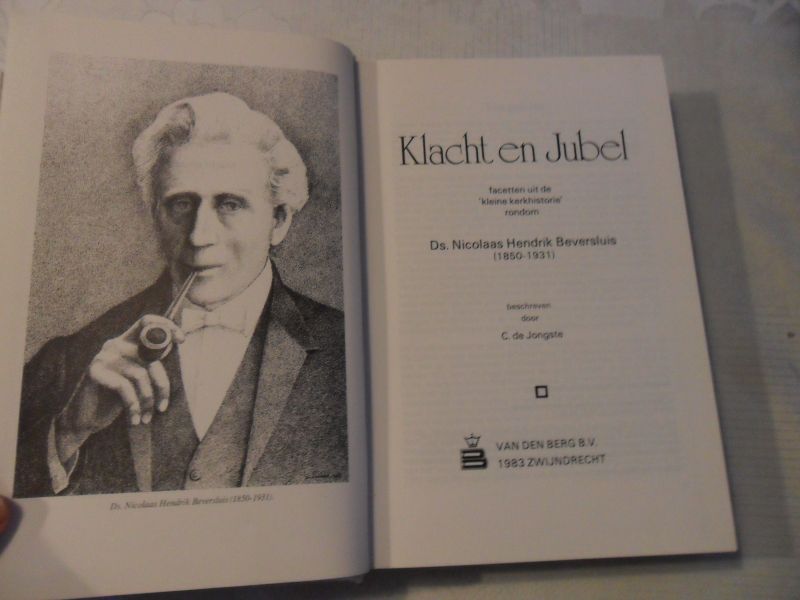 Ds. Nicolaas Hendrik Beversluis (1850-1931).
Klacht en Jubel
facetten uit de
'kleine kerkhistorie'
rondom
Ds. Nicolaas Hendrik Beversluis
(1850-1931)
beschreven
door
C. de Jongste
VAN DEN BERG B.V.
1983 ZWIJNDRECHT